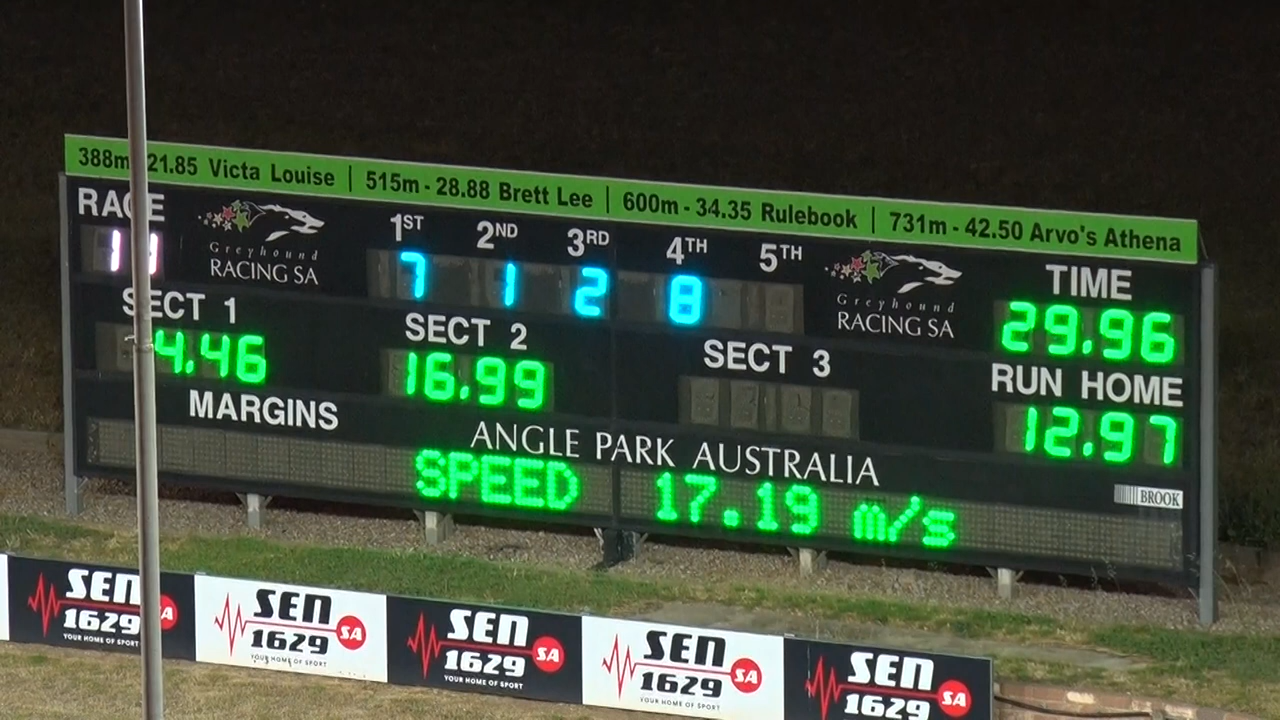 388m 21.85 Victa Louise | 515m - 28.88 Brett Lee | 600m - 34.35 Rulebook | 731m - 42.50 Arvo's Athena
RACE
11
Greyhound
RACING SA
1ST 2ND 3RD 4TH 5TH
7 1 2 8
Greyhound
RACING SA
TIME
29.96
SECT 1
4.46
SECT 2
16.99
SECT 3
RUN HOME
12.97
MARGINS
ANGLE PARK AUSTRALIA
SPEED 17.19 m/s
BROOK
SEN
1629 SA
YOUR HOME OF SPORT
SEN
1629 SA
YOUR HOME OF SPORT
SEN
1629 SA
YOUR HOME OF SPORT
SEN
1629 SA
YOUR HOME OF SPORT
SEN
1629 SA